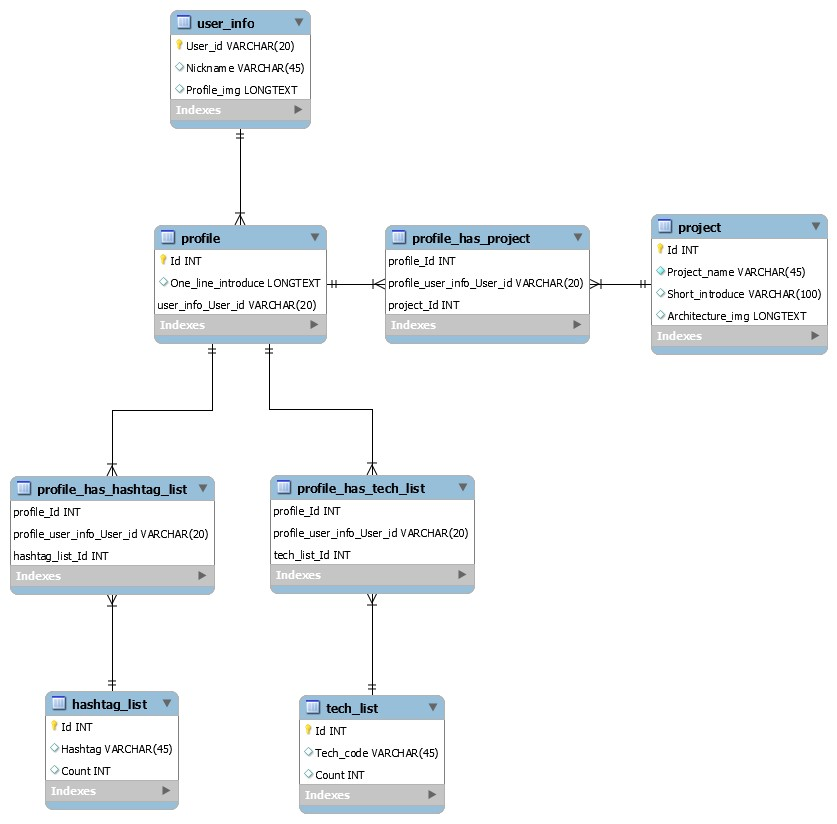 user_info
User_id VARCHAR(20)
Nickname VARCHAR(45)
Profile_img LONGTEXT
Indexes
profile
Id INT
One_line_introduce LONGTEXT
user_info_User_id VARCHAR(20)
Indexes
profile_has_project
profile_Id INT
profile_user_info_User_id VARCHAR(20)
project_Id INT
Indexes
project
Id INT
Project_name VARCHAR(45)
Short_introduce VARCHAR(100)
Architecture_img LONGTEXT
Indexes
profile_has_hashtag_list
profile_Id INT
profile_user_info_User_id VARCHAR(20)
hashtag_list_Id INT
Indexes
profile_has_tech_list
profile_Id INT
profile_user_info_User_id VARCHAR(20)
tech_list_Id INT
Indexes
hashtag_list
Id INT
Hashtag VARCHAR(45)
Count INT
Indexes
tech_list
Id INT
Tech_code VARCHAR(45)
Count INT
Indexes